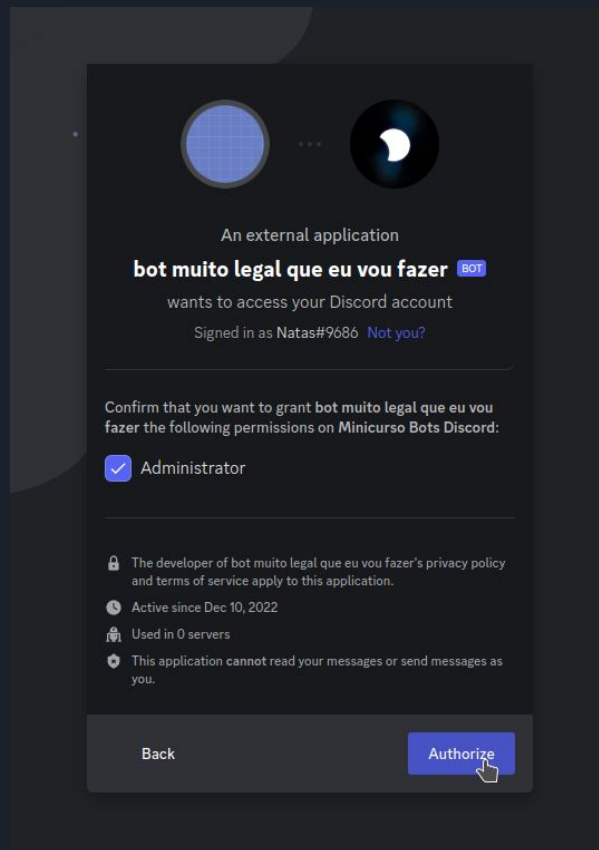 An external application
bot muito legal que eu vou fazer BOT
wants to access your Discord account
Signed in as Natas#9686 Not you?
Confirm that you want to grant bot muito legal que eu vou
fazer the following permissions on Minicurso Bots Discord:
Administrator
The developer of bot muito legal que eu vou fazer's privacy policy
and terms of service apply to this application.
Active since Dec 10, 2022
Used in 0 servers
This application cannot read your messages or send messages as
you.
Back
Authorize